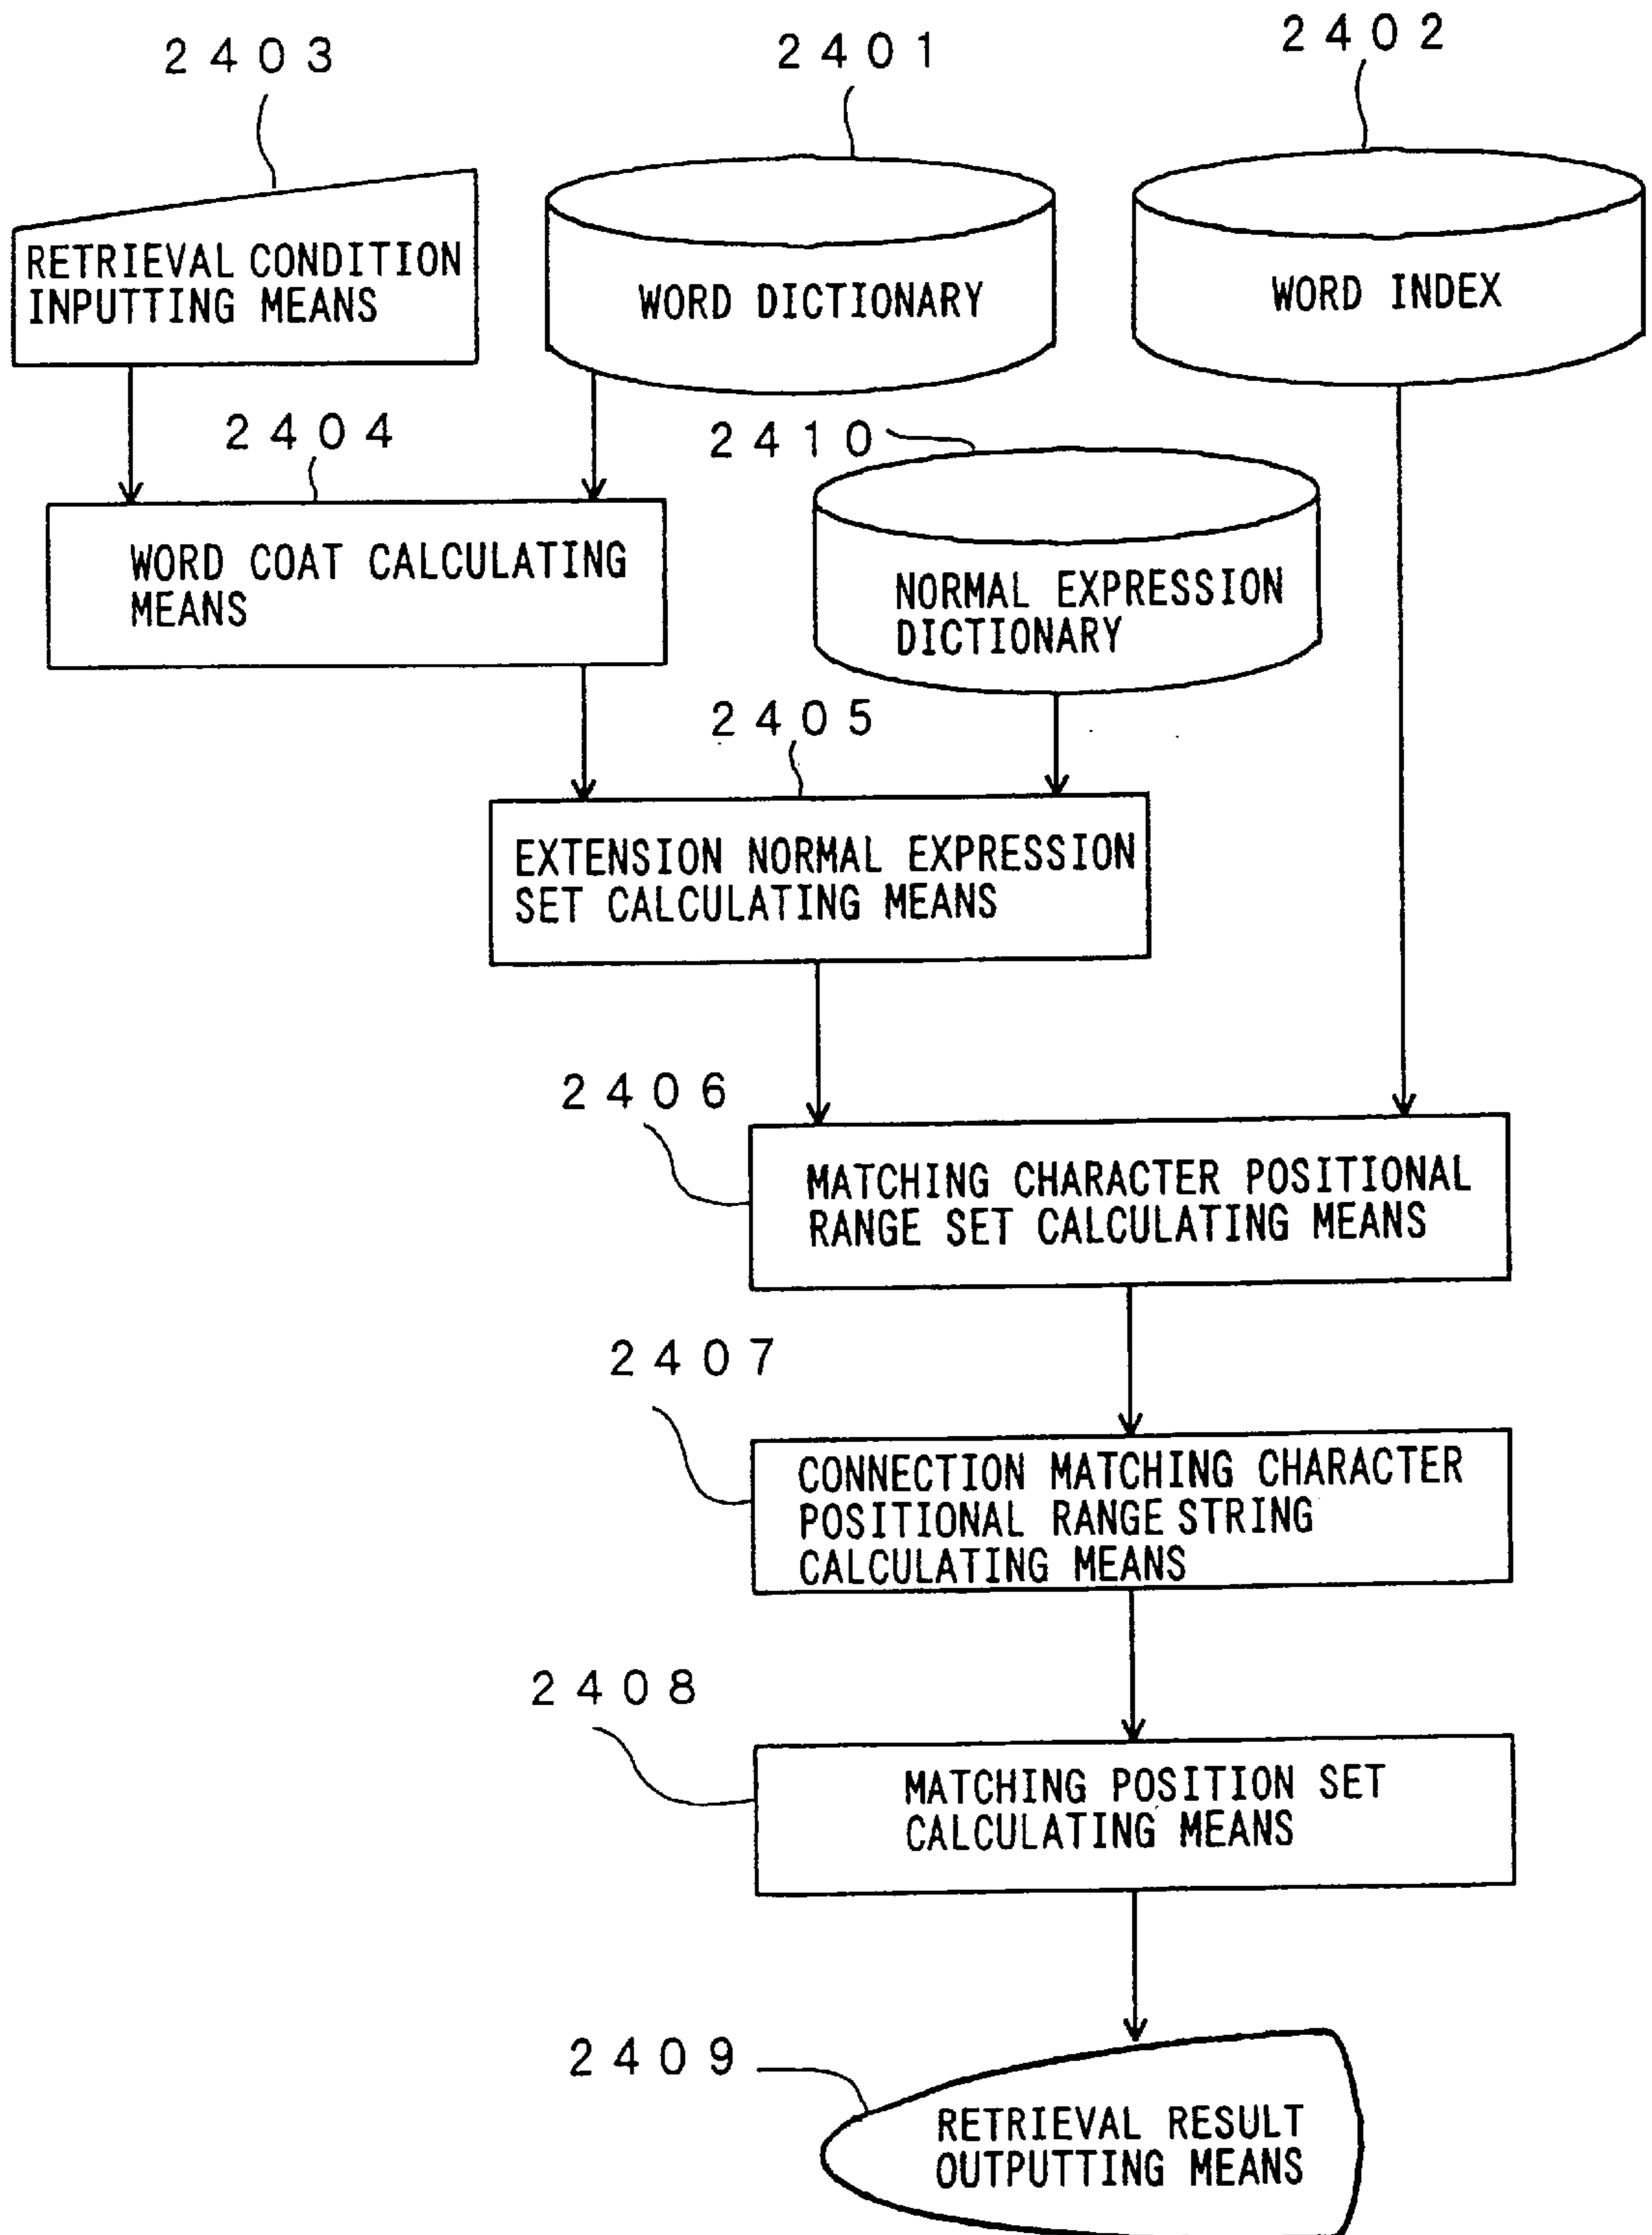 2403
2401
2402
RETRIEVAL CONDITION
INPUTTING MEANS
WORD DICTIONARY
WORD INDEX
2404
2410
WORD COAT CALCULATING
MEANS
NORMAL EXPRESSION
DICTIONARY
2405
EXTENSION NORMAL EXPRESSION
SET CALCULATING MEANS
2406
MATCHING CHARACTER POSITIONAL
RANGE SET CALCULATING MEANS
2407
CONNECTION MATCHING CHARACTER
POSITIONAL RANGE STRING
CALCULATING MEANS
2408
MATCHING POSITION SET
CALCULATING MEANS
2409
RETRIEVAL RESULT
OUTPUTTING MEANS